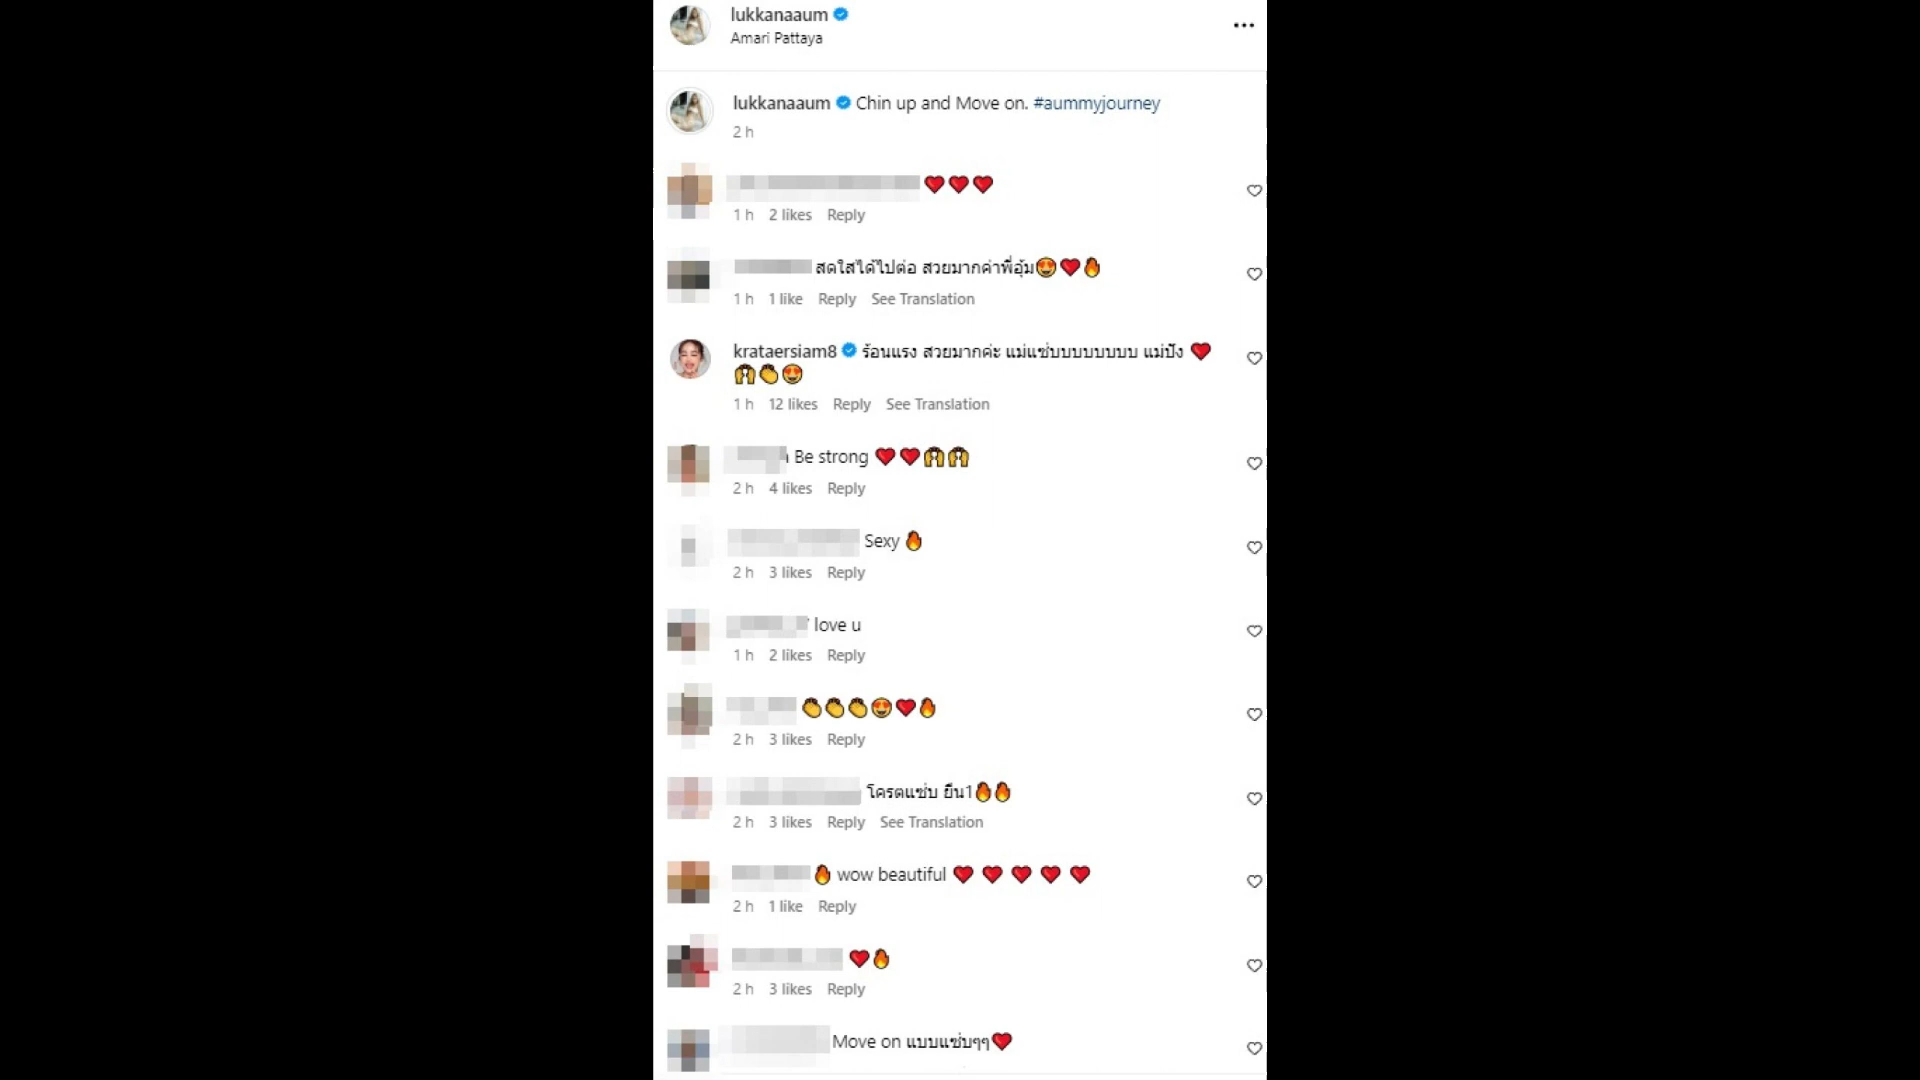 lukkanaaum
Amari Pattaya
lukkanaaum Chin up and Move on. #aummyjourney
2 h
❤️❤️❤️
1 h 2 likes Reply
สดใสได้ไปต่อ สวยมากค่าพี่อุ้ม😍❤️🔥
1 h 1 like Reply See Translation
krataersiam8 ร้อนแรง สวยมากค่ะ แม่แซ่บบบบบบบ แม่ปัง ❤️
🙌👏😍
1 h 12 likes Reply See Translation
Be strong ❤️❤️🙌🙌
2 h 4 likes Reply
Sexy 🔥
2 h 3 likes Reply
love u
1 h 2 likes Reply
👏👏👏😍❤️🔥
2 h 3 likes Reply
โครตแซ่บ ยืน1🔥🔥
2 h 3 likes Reply See Translation
🔥 wow beautiful ❤️ ❤️ ❤️ ❤️ ❤️
2 h 1 like Reply
❤️🔥
2 h 3 likes Reply
Move on แบบแซ่บๆๆ❤️